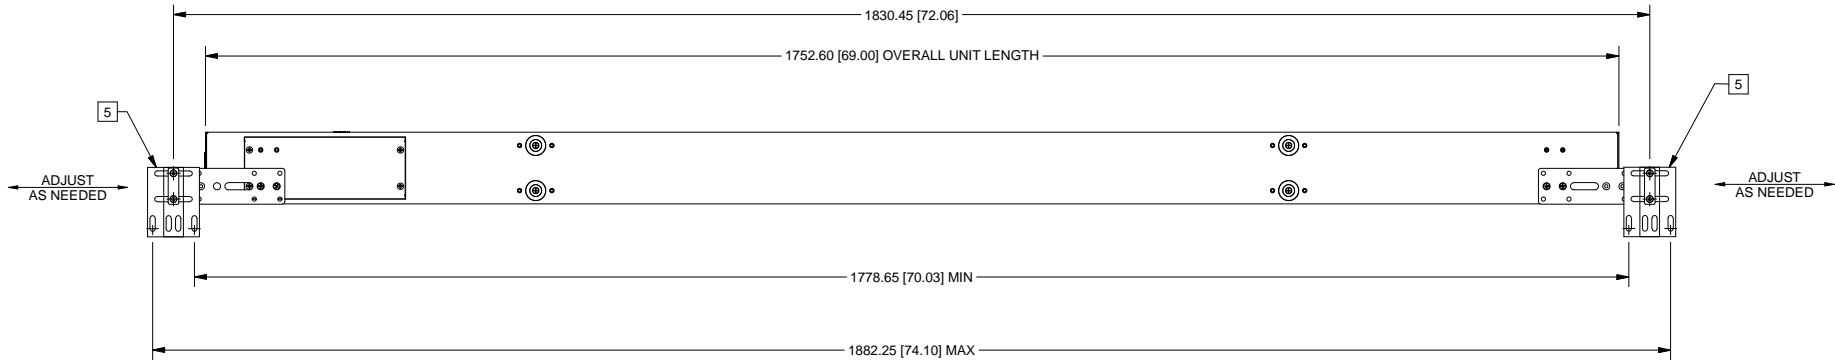 1830.45 [72.06]
1752.60 [69.00] OVERALL UNIT LENGTH
5
5
ADJUST
AS NEEDED
ADJUST
AS NEEDED
1778.65 [70.03] MIN
1882.25 [74.10] MAX